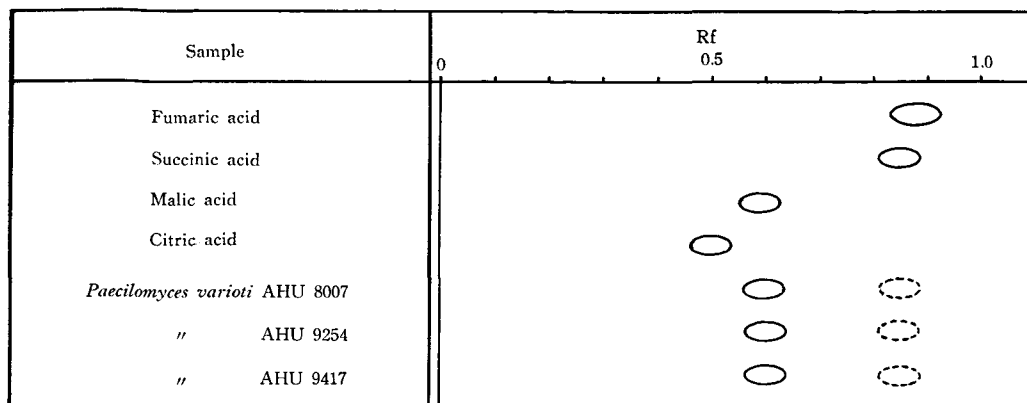 Sample
Rf
0 0.5 1.0
Fumaric acid
Succinic acid
Malic acid
Citric acid
Paecilomyces varioti AHU 8007
〃 AHU 9254
〃 AHU 9417